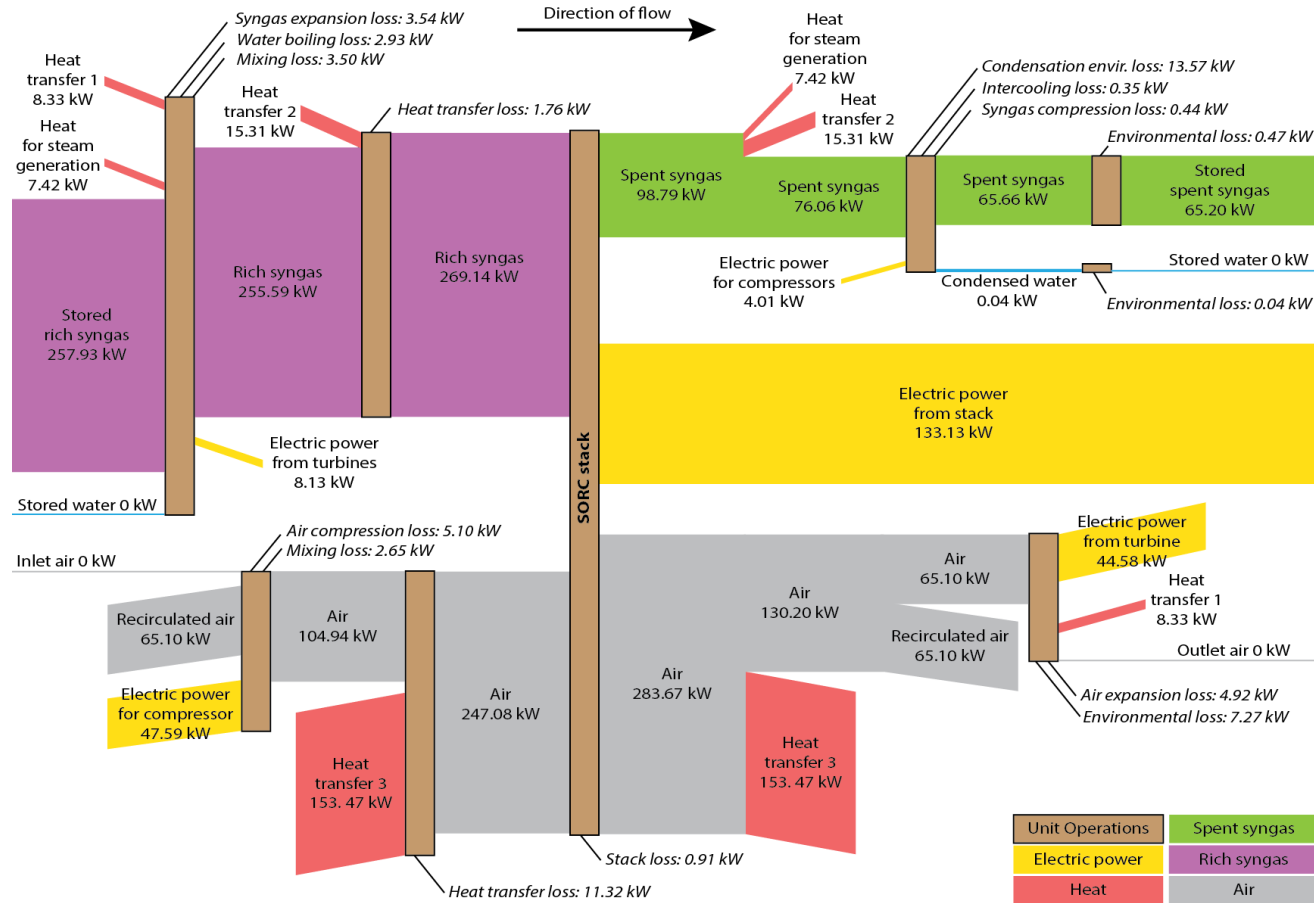 Direction of flow
Syngas expansion loss: 3.54 kW
Water boiling loss: 2.93 kW
Mixing loss: 3.50 kW
Heat
transfer 1
8.33 kW
Heat
for steam
generation
7.42 kW
Heat
transfer 2
15.31 kW
Heat transfer loss: 1.76 kW
Stored
rich syngas
257.93 kW
Rich syngas
255.59 kW
Rich syngas
269.14 kW
Electric power
from turbines
8.13 kW
Stored water 0 kW
SORC stack
Heat
for steam
generation
7.42 kW
Heat
transfer 2
15.31 kW
Spent syngas
98.79 kW
Spent syngas
76.06 kW
Condensation envir. loss: 13.57 kW
Intercooling loss: 0.35 kW
Syngas compression loss: 0.44 kW
Environmental loss: 0.47 kW
Spent syngas
65.66 kW
Stored
spent syngas
65.20 kW
Electric power
for compressors
4.01 kW
Condensed water
0.04 kW
Stored water 0 kW
Environmental loss: 0.04 kW
Electric power
from stack
133.13 kW
Inlet air 0 kW
Air compression loss: 5.10 kW
Mixing loss: 2.65 kW
Recirculated air
65.10 kW
Electric power
for compressor
47.59 kW
Air
104.94 kW
Heat
transfer 3
153. 47 kW
Air
247.08 kW
Heat transfer loss: 11.32 kW
Stack loss: 0.91 kW
Air
283.67 kW
Air
130.20 kW
Heat
transfer 3
153. 47 kW
Air
65.10 kW
Recirculated air
65.10 kW
Electric power
from turbine
44.58 kW
Heat
transfer 1
8.33 kW
Outlet air 0 kW
Air expansion loss: 4.92 kW
Environmental loss: 7.27 kW
Unit Operations
Spent syngas
Electric power
Rich syngas
Heat
Air